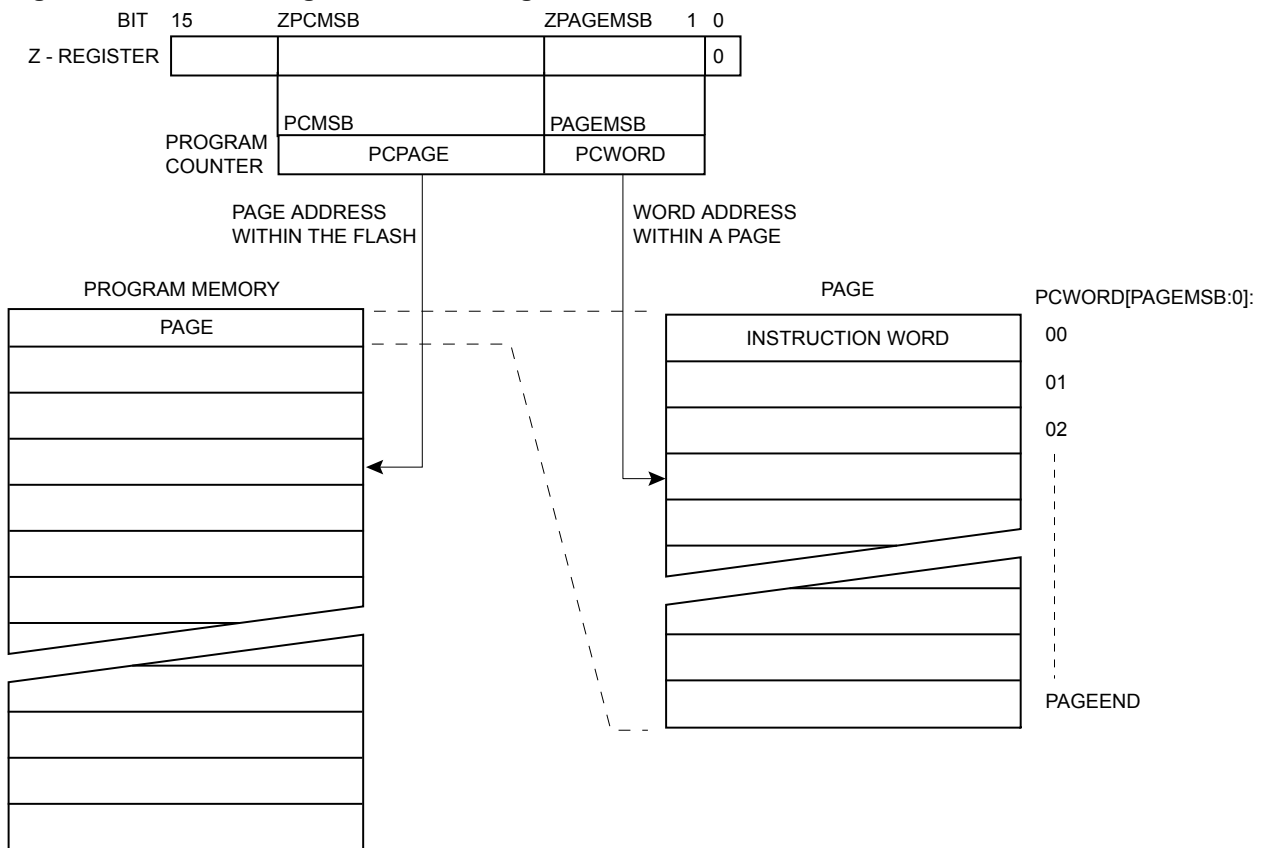 BIT 15 ZPCMSB ZPAGEMSB 1 0
Z - REGISTER 0
PCMSB PAGEMSB
PROGRAM
COUNTER
PCPAGE PCWORD
PAGE ADDRESS
WITHIN THE FLASH
WORD ADDRESS
WITHIN A PAGE
PROGRAM MEMORY
PAGE
PAGE
PCWORD[PAGEMSB:0]:
INSTRUCTION WORD
00
01
02
PAGEEND